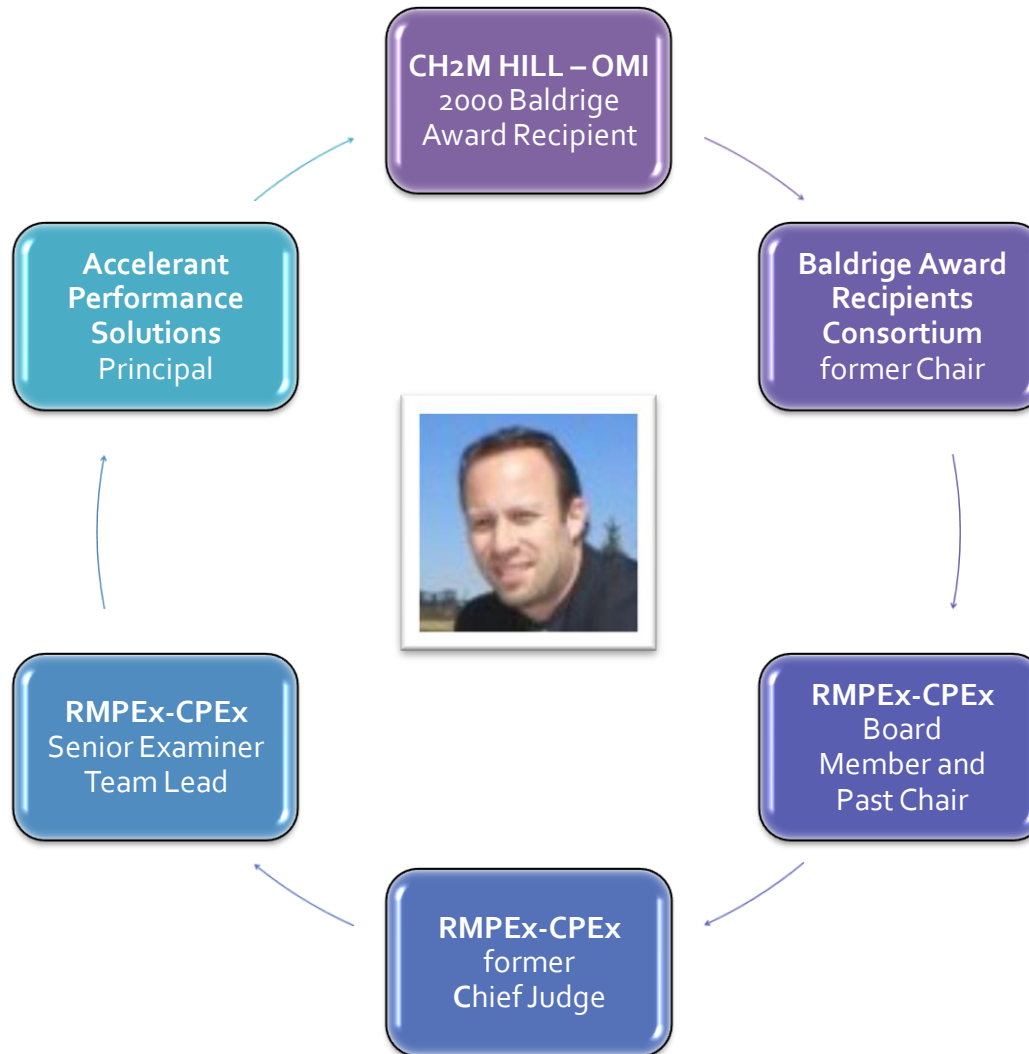 CH2M HILL – OMI
2000 Baldrige
Award Recipient
Baldrige Award
Recipients
Consortium
former Chair
RMPEx-CPEx
Board
Member and
Past Chair
RMPEx-CPEx
former
Chief Judge
RMPEx-CPEx
Senior Examiner
Team Lead
Accelerant
Performance
Solutions
Principal